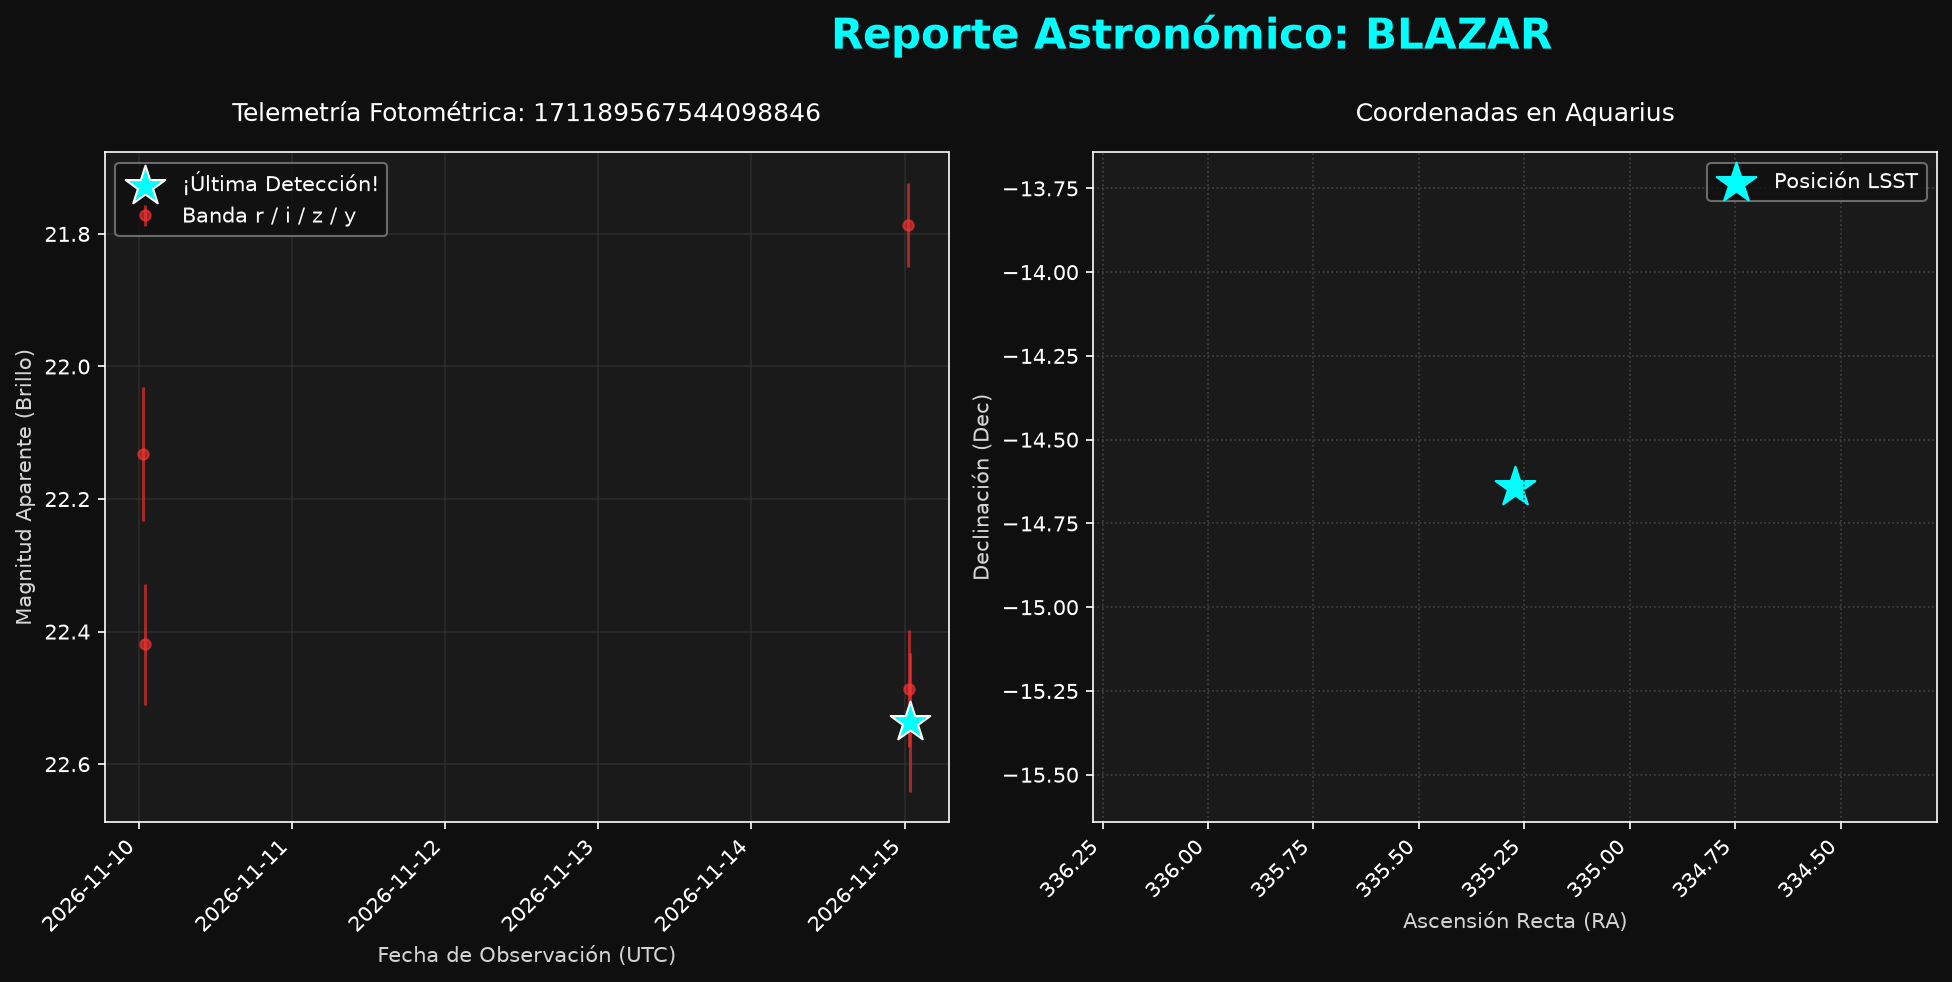 Reporte Astronómico: BLAZAR
Telemetría Fotométrica: 171189567544098846
¡Última Detección!
Banda r / i / z / y
Magnitud Aparente (Brillo)
21.8
22.0
22.2
22.4
22.6
2026-11-10
2026-11-11
2026-11-12
2026-11-13
2026-11-14
2026-11-15
Fecha de Observación (UTC)
Coordenadas en Aquarius
Posición LSST
Declinación (Dec)
−13.75
−14.00
−14.25
−14.50
−14.75
−15.00
−15.25
−15.50
336.25
336.00
335.75
335.50
335.25
335.00
334.75
334.50
Ascensión Recta (RA)